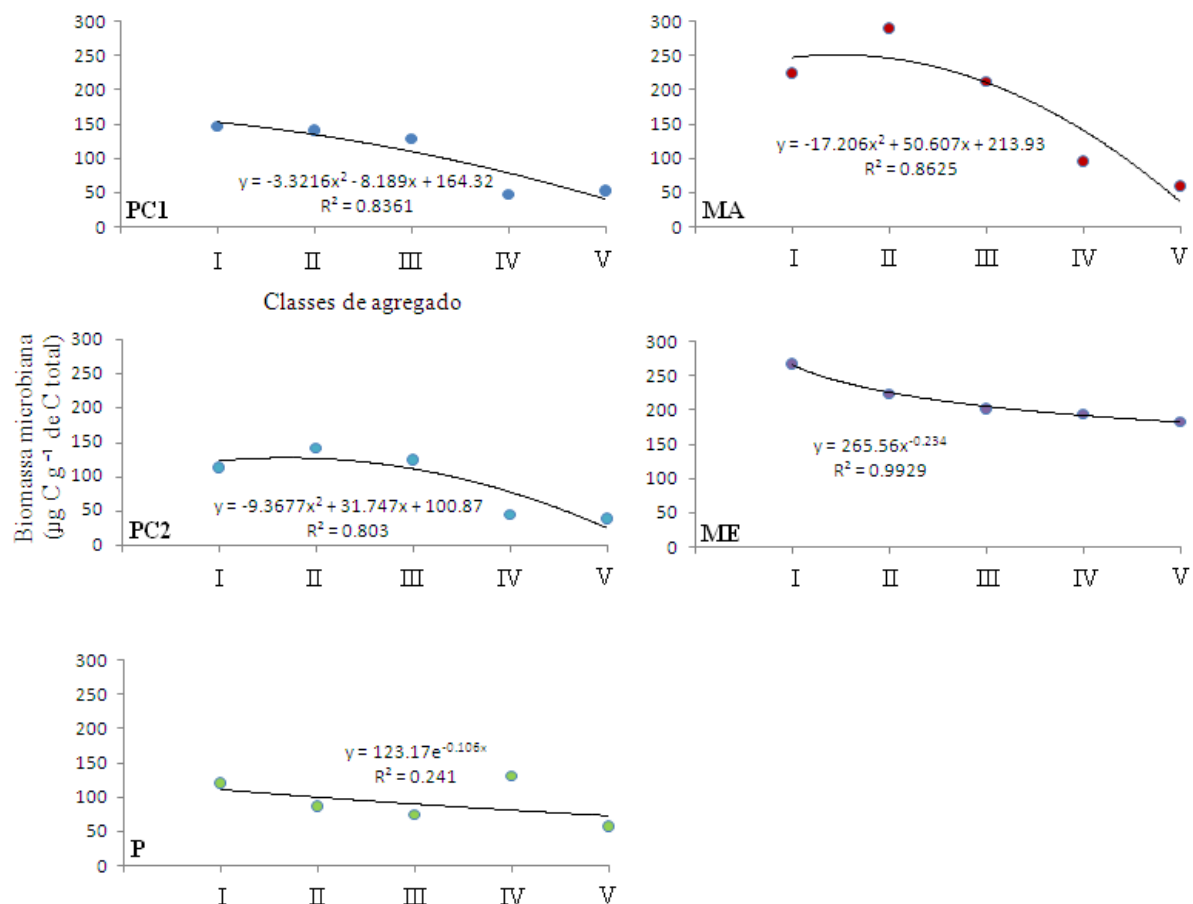 300
250
200
150
100
50
0
y = -3.3216x² - 8.189x + 164.32
R² = 0.8361
PC1
I II III IV V
Classes de agregado
300
250
200
150
100
50
0
y = -17.206x² + 50.607x + 213.93
R² = 0.8625
MA
I II III IV V
Biomassa microbiana
(µg C g⁻¹ de C total)
300
250
200
150
100
50
0
y = -9.3677x² + 31.747x + 100.87
R² = 0.803
PC2
I II III IV V
300
250
200
150
100
50
0
y = 265.56x⁻⁰·²³⁴
R² = 0.9929
ME
I II III IV V
300
250
200
150
100
50
0
y = 123.17e⁻⁰·¹⁰⁶ˣ
R² = 0.241
P
I II III IV V